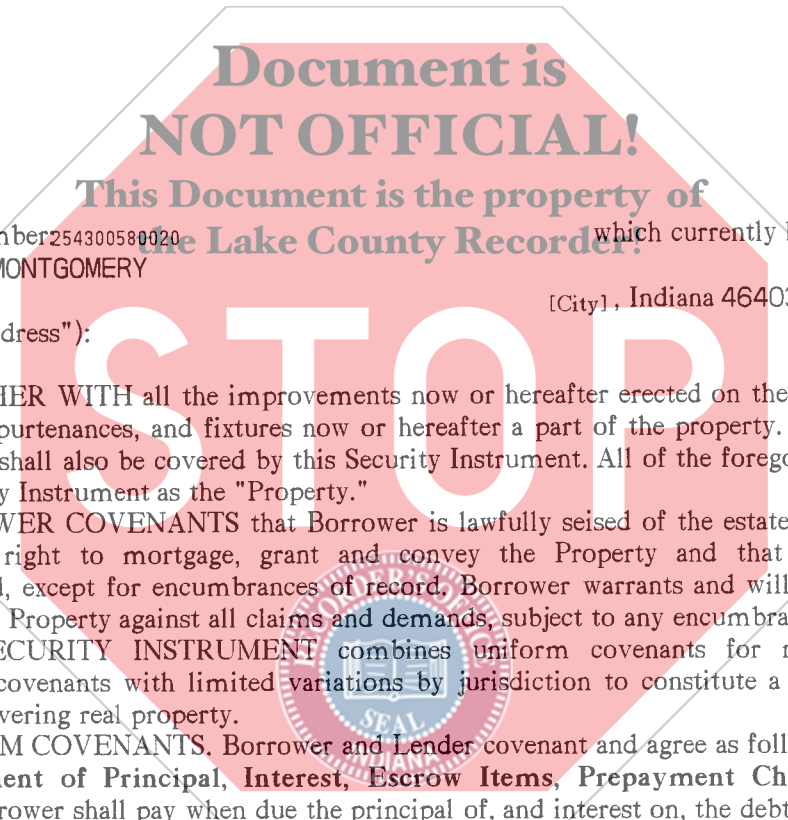 Document is
NOT OFFICIAL!
This Document is the property of
the Lake County Recorder!
nber254300580020 which currently
MONTGOMERY
[City], Indiana 46403
dress"):
STOP
HER WITH all the improvements now or hereafter erected on the
purtenances, and fixtures now or hereafter a part of the property.
shall also be covered by this Security Instrument. All of the forego
y Instrument as the "Property."
WER COVENANTS that Borrower is lawfully seised of the estate
right to mortgage, grant and convey the Property and that
l, except for encumbrances of record. Borrower warrants and will
Property against all claims and demands, subject to any encumbra
ECURITY INSTRUMENT combines uniform covenants for
covenants with limited variations by jurisdiction to constitute a
vering real property.
M COVENANTS. Borrower and Lender covenant and agree as foll
ent of Principal, Interest, Escrow Items, Prepayment Ch
rower shall pay when due the principal of, and interest on, the debt
RECORDER'S OFFICE
SEAL
INDIANA